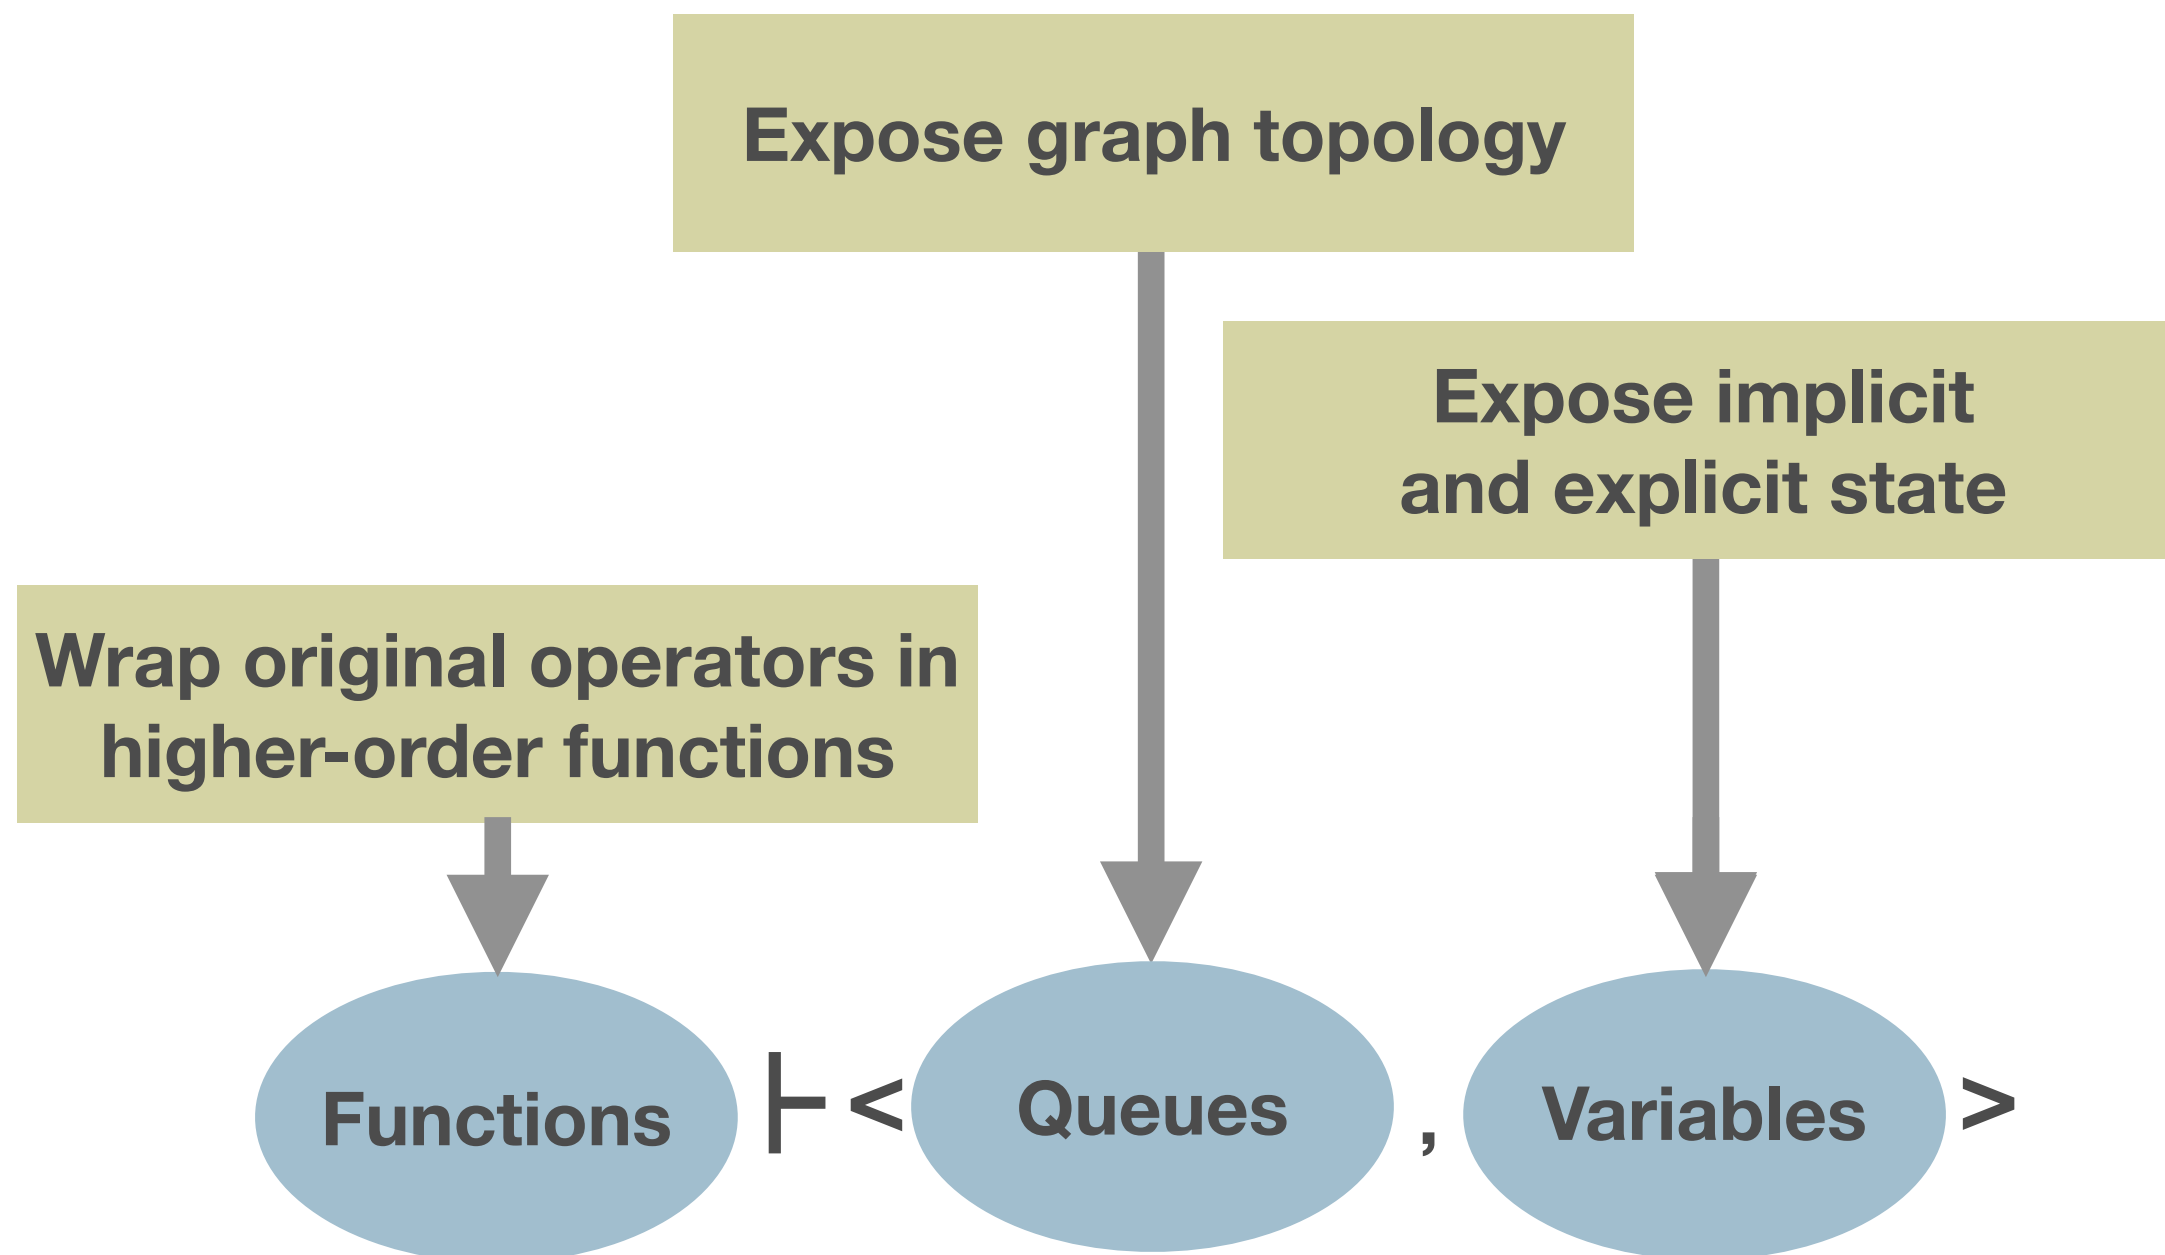 Expose graph topology
Expose implicit
and explicit state
Wrap original operators in
higher-order functions
Functions ⊢ < Queues , Variables >